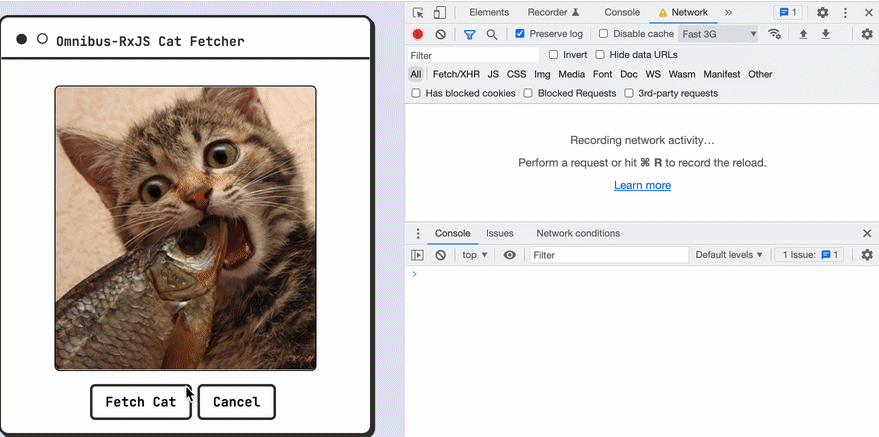 Omnibus-RxJS Cat Fetcher
Fetch Cat
Cancel
Elements Recorder Console Network » 1
Preserve log Disable cache Fast 3G
Filter Invert Hide data URLs
All Fetch/XHR JS CSS Img Media Font Doc WS Wasm Manifest Other
Has blocked cookies Blocked Requests 3rd-party requests
Recording network activity…
Perform a request or hit ⌘ R to record the reload.
Learn more
Console Issues Network conditions
top Filter Default levels 1 Issue: 1